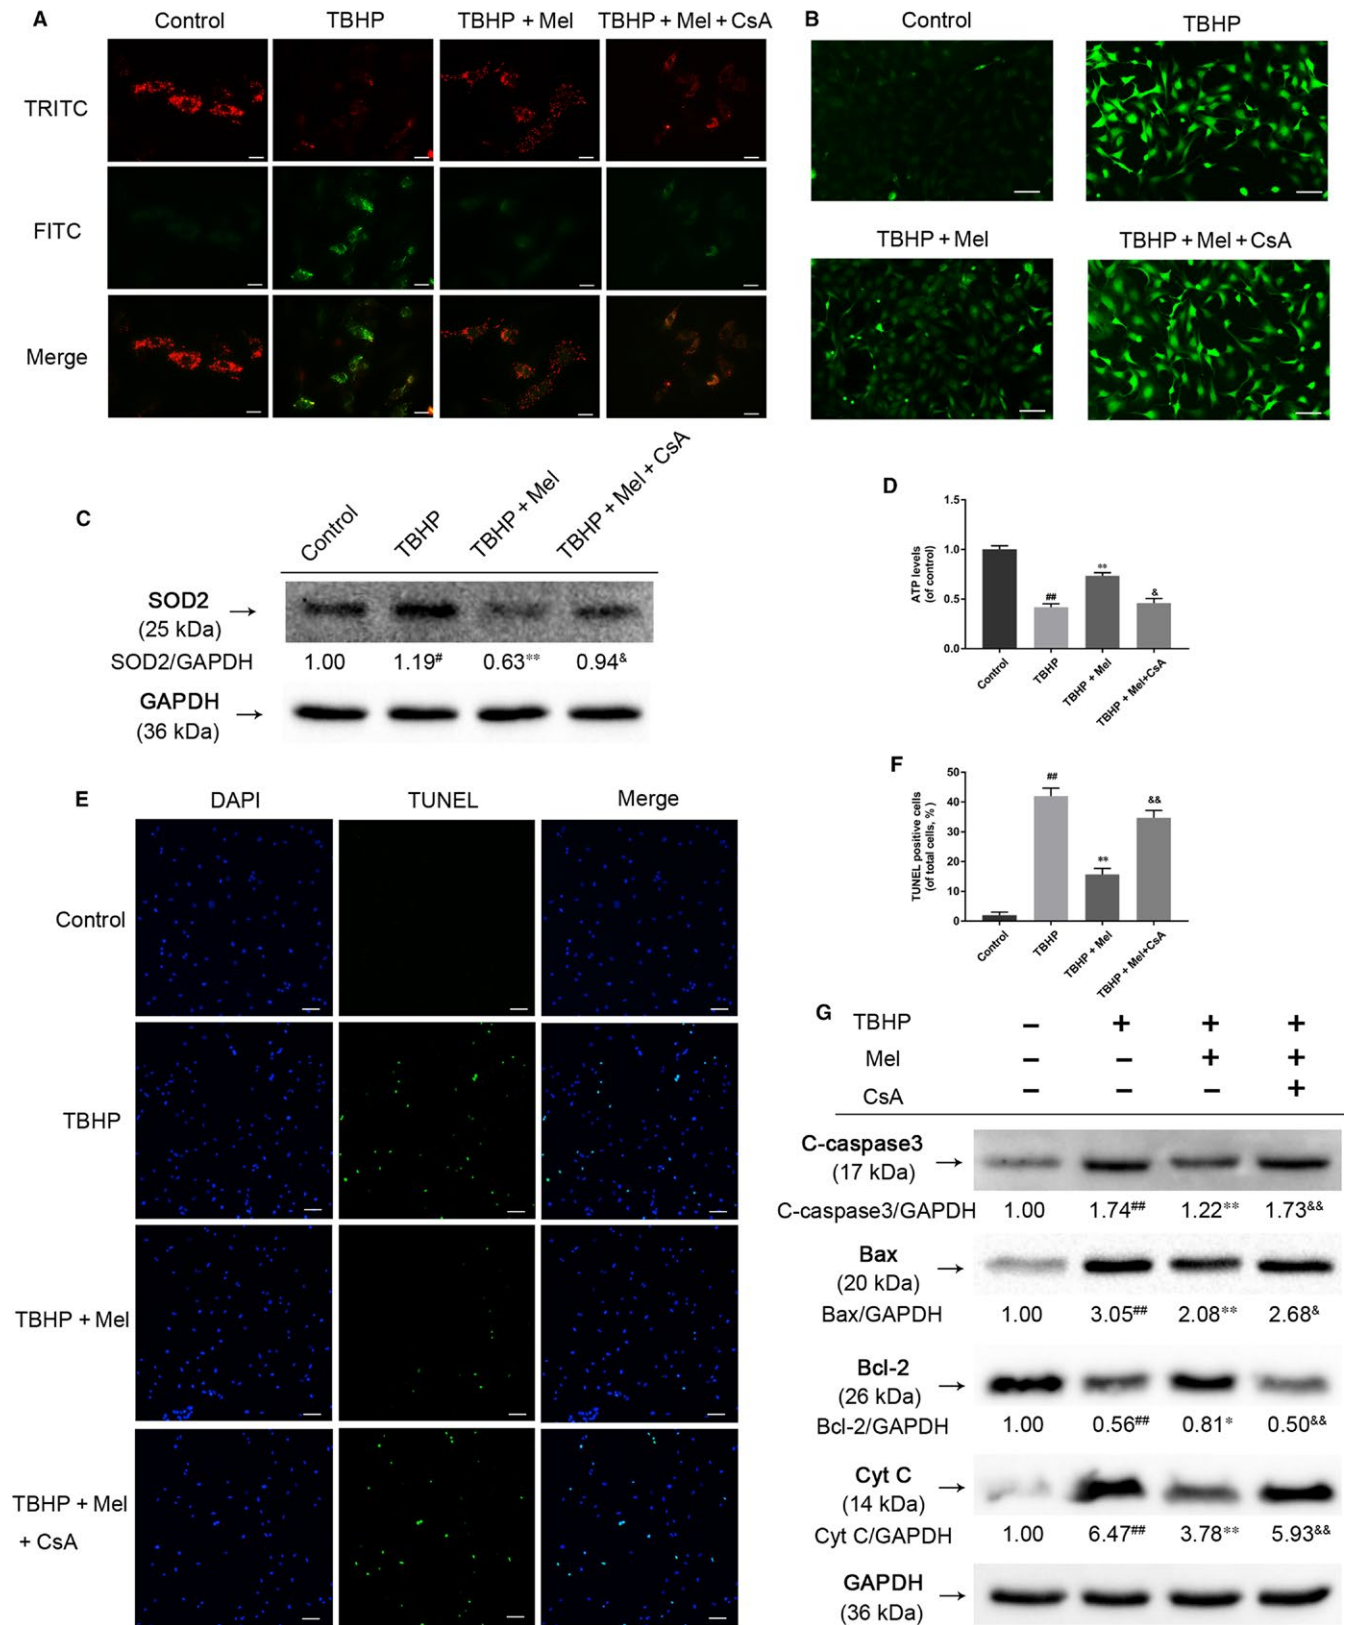 A
Control
TBHP
TBHP + Mel
TBHP + Mel + CsA
TRITC
FITC
Merge
B
Control
TBHP
TBHP + Mel
TBHP + Mel + CsA
C
Control
TBHP
TBHP + Mel
TBHP + Mel + CsA
SOD2
(25 kDa)
SOD2/GAPDH 1.00 1.19# 0.63** 0.94&
GAPDH
(36 kDa)
D
ATP levels
(of control)
1.5
1.0
0.5
0.0
##
**
&
Control
TBHP
TBHP + Mel
TBHP + Mel+CsA
E
DAPI
TUNEL
Merge
Control
TBHP
TBHP + Mel
TBHP + Mel
+ CsA
F
TUNEL positive cells
(of total cells, %)
50
40
30
20
10
0
##
**
&&
Control
TBHP
TBHP + Mel
TBHP + Mel+CsA
G
TBHP − + + +
Mel − − + +
CsA − − − +
C-caspase3
(17 kDa)
C-caspase3/GAPDH 1.00 1.74## 1.22** 1.73&&
Bax
(20 kDa)
Bax/GAPDH 1.00 3.05## 2.08** 2.68&
Bcl-2
(26 kDa)
Bcl-2/GAPDH 1.00 0.56## 0.81* 0.50&&
Cyt C
(14 kDa)
Cyt C/GAPDH 1.00 6.47## 3.78** 5.93&&
GAPDH
(36 kDa)